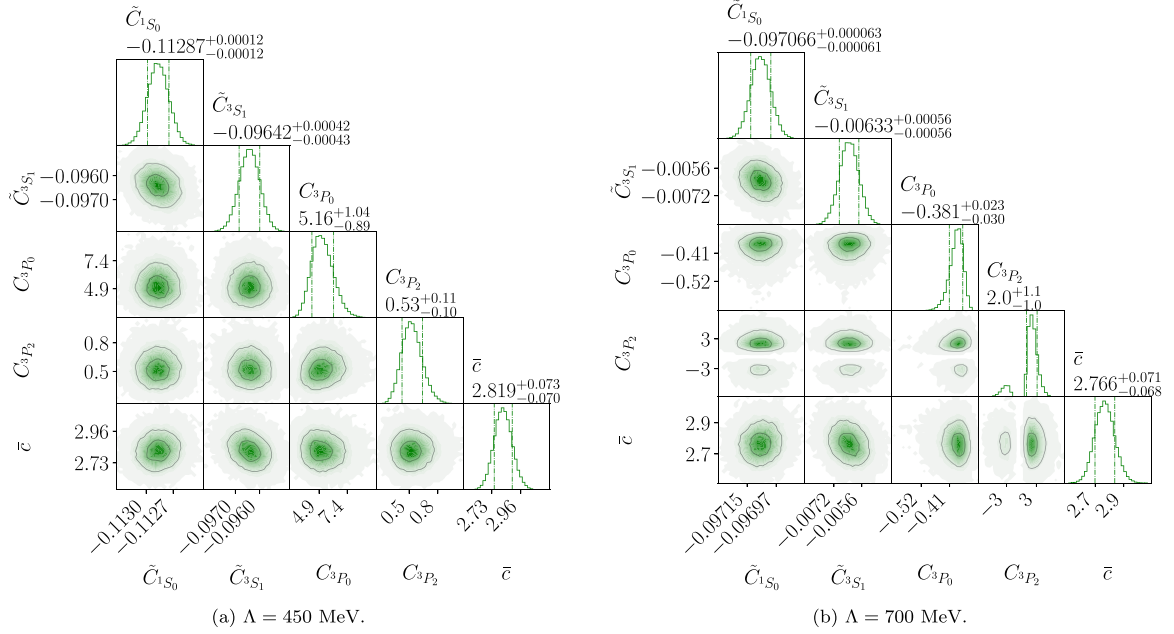 C̃¹S₀
−0.11287+0.00012−0.00012
C̃³S₁
−0.09642+0.00042−0.00043
C³P₀
5.16+1.04−0.89
C³P₂
0.53+0.11−0.10
c̄
2.819+0.073−0.070
C̃³S₁
−0.0960
−0.0970
C³P₀
7.4
4.9
C³P₂
0.8
0.5
c̄
2.96
2.73
−0.1130
−0.1127
−0.0970
−0.0960
4.9
7.4
0.5
0.8
2.73
2.96
C̃¹S₀ C̃³S₁ C³P₀ C³P₂ c̄
(a) Λ = 450 MeV.
C̃¹S₀
−0.097066+0.000063−0.000061
C̃³S₁
−0.00633+0.00056−0.00056
C³P₀
−0.381+0.023−0.030
C³P₂
2.0+1.1−1.0
c̄
2.766+0.071−0.068
C̃³S₁
−0.0056
−0.0072
C³P₀
−0.41
−0.52
C³P₂
3
−3
c̄
2.9
2.7
−0.09715
−0.09697
−0.0072
−0.0056
−0.52
−0.41
−3
3
2.7
2.9
C̃¹S₀ C̃³S₁ C³P₀ C³P₂ c̄
(b) Λ = 700 MeV.